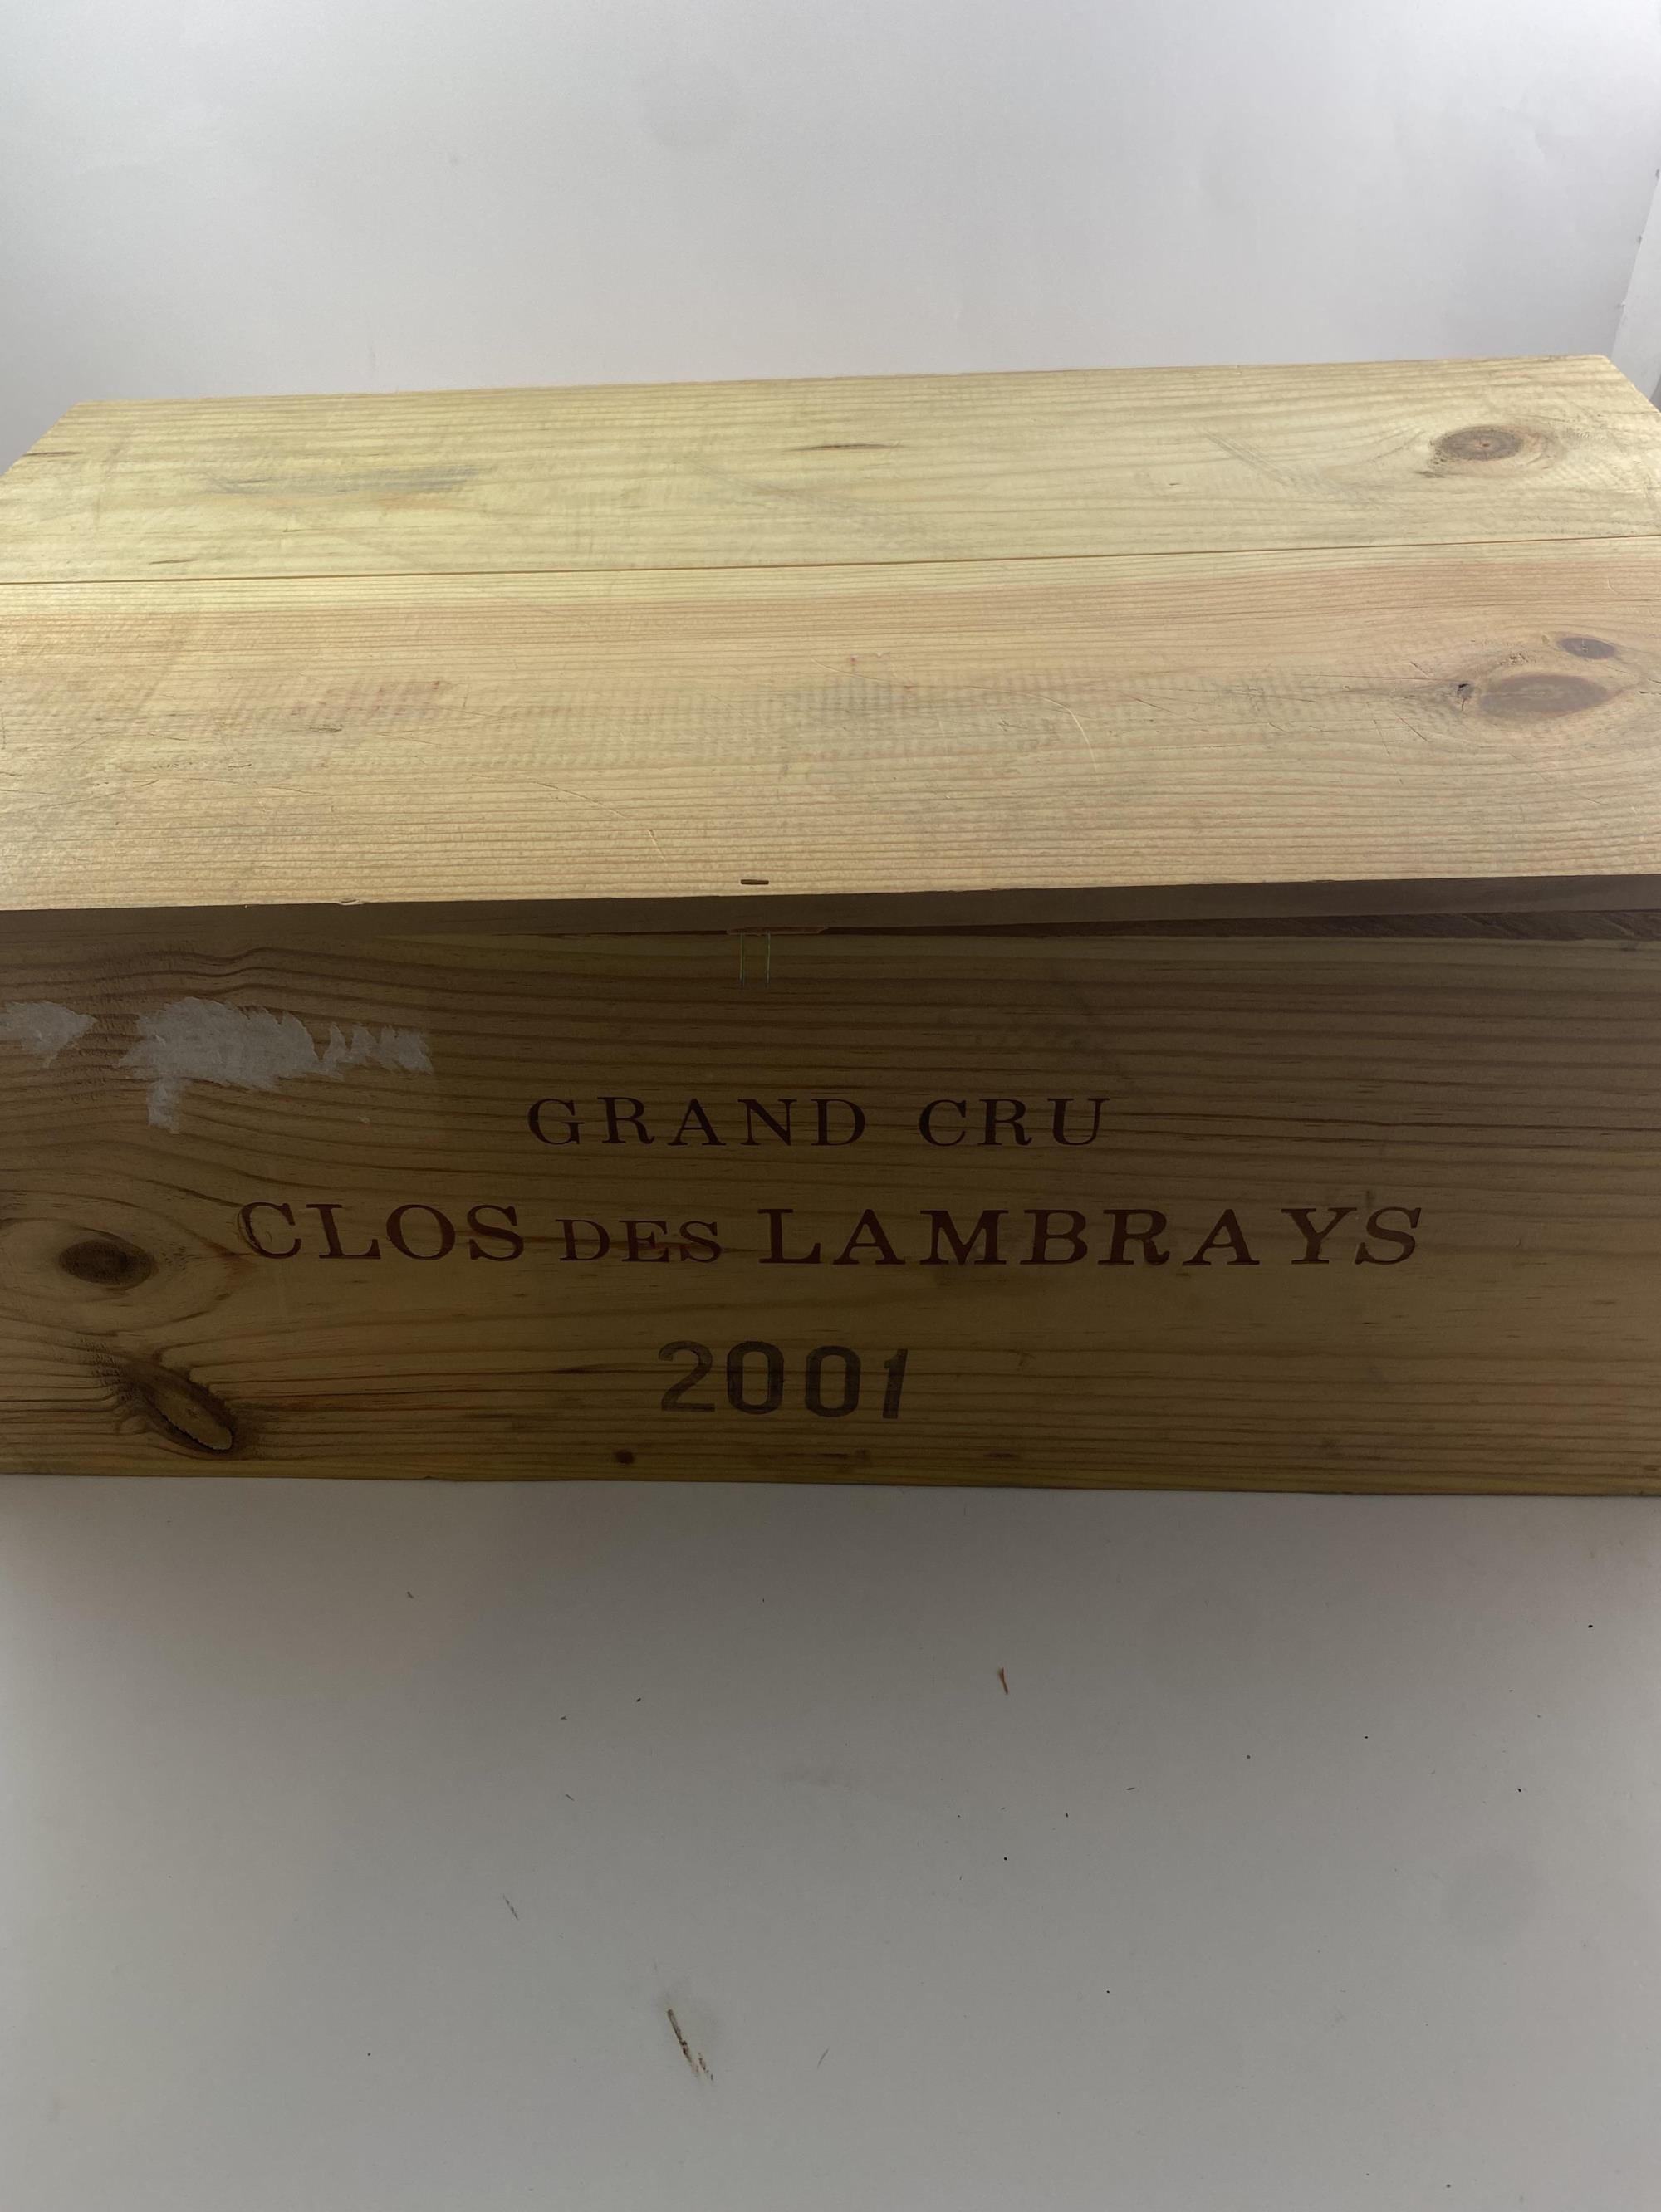 GRAND CRU
CLOS DES LAMBRAYS
2001